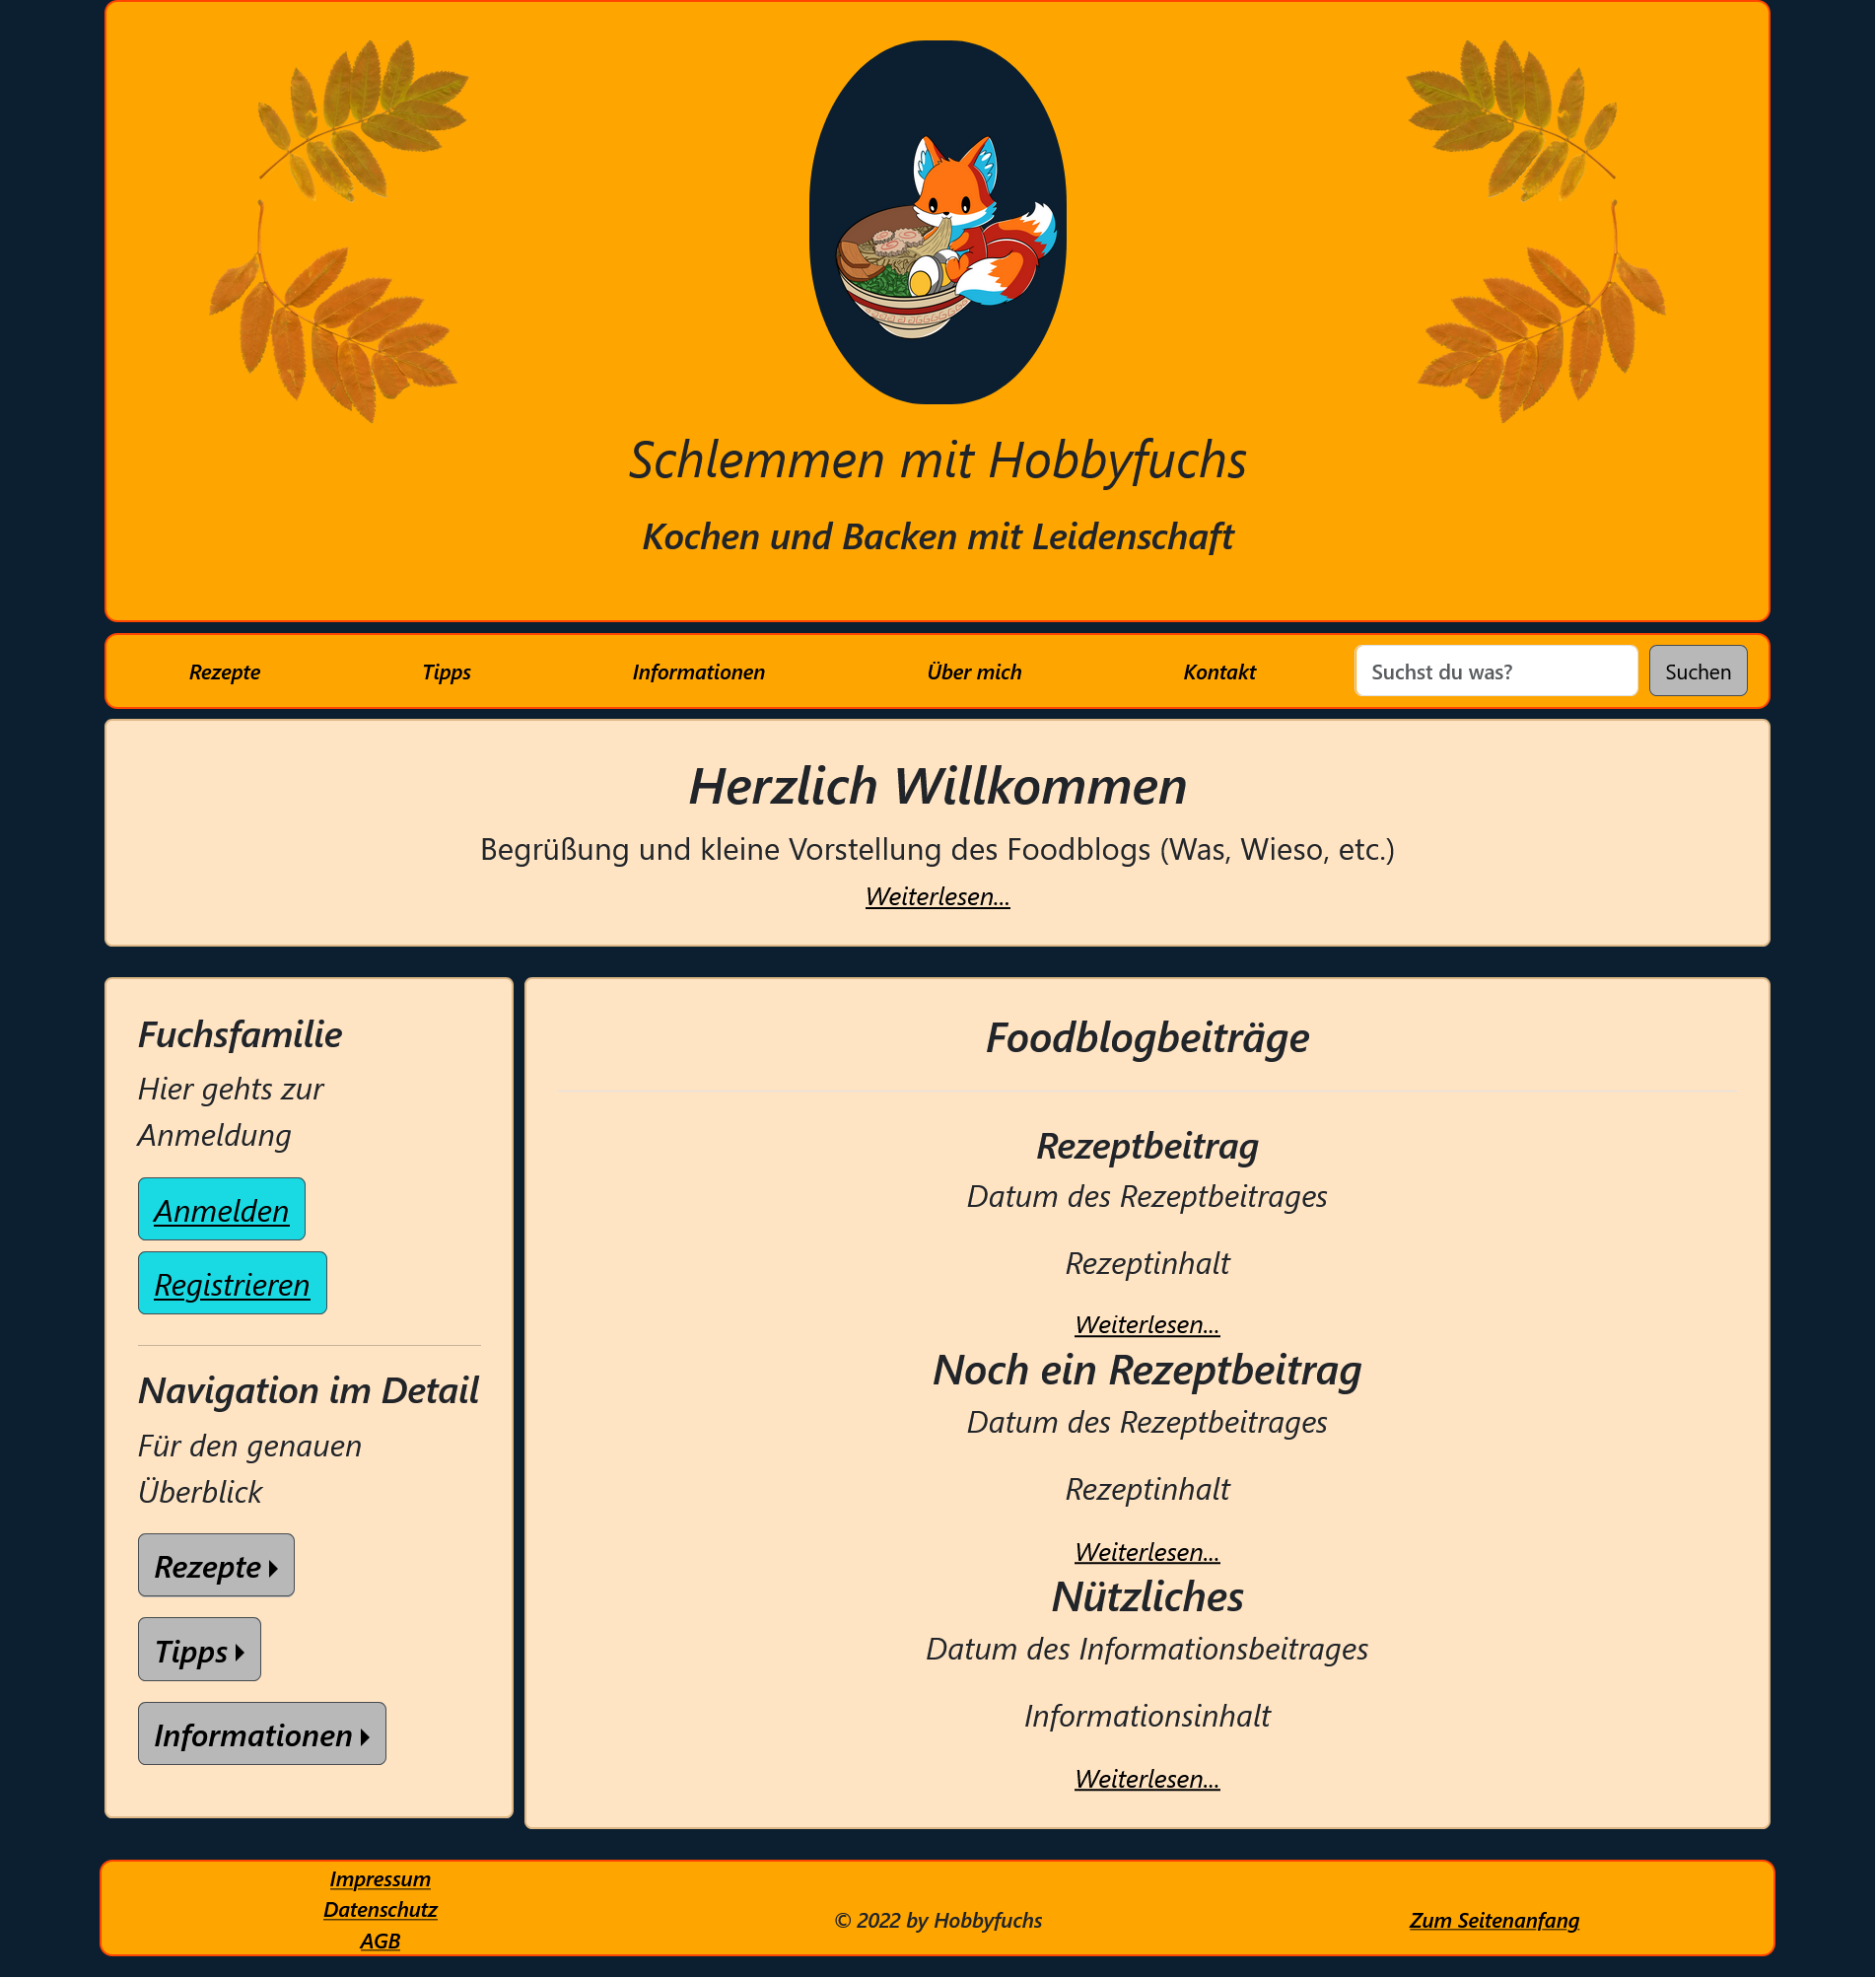 Schlemmen mit Hobbyfuchs
Kochen und Backen mit Leidenschaft
Rezepte
Tipps
Informationen
Über mich
Kontakt
Suchst du was?
Suchen
Herzlich Willkommen
Begrüßung und kleine Vorstellung des Foodblogs (Was, Wieso, etc.)
Weiterlesen...
Fuchsfamilie
Hier gehts zur
Anmeldung
Anmelden
Registrieren
Navigation im Detail
Für den genauen
Überblick
Rezepte
Tipps
Informationen
Foodblogbeiträge
Rezeptbeitrag
Datum des Rezeptbeitrages
Rezeptinhalt
Weiterlesen...
Noch ein Rezeptbeitrag
Datum des Rezeptbeitrages
Rezeptinhalt
Weiterlesen...
Nützliches
Datum des Informationsbeitrages
Informationsinhalt
Weiterlesen...
Impressum
Datenschutz
AGB
© 2022 by Hobbyfuchs
Zum Seitenanfang